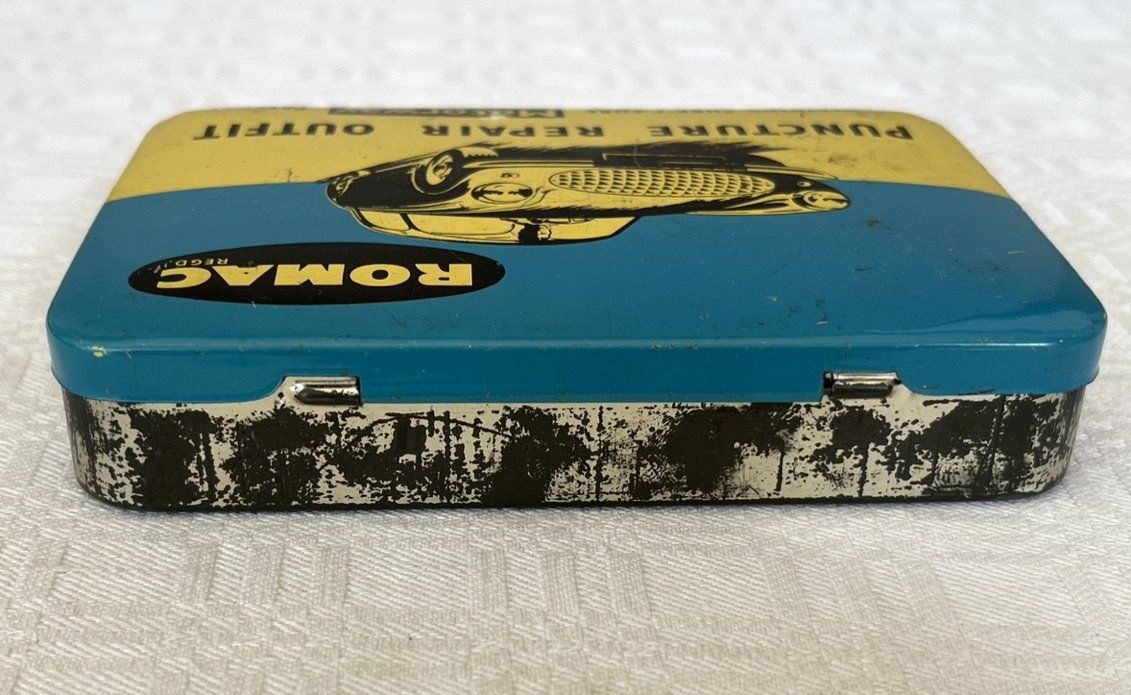 ROMAC
REGD.
PUNCTURE REPAIR OUTFIT